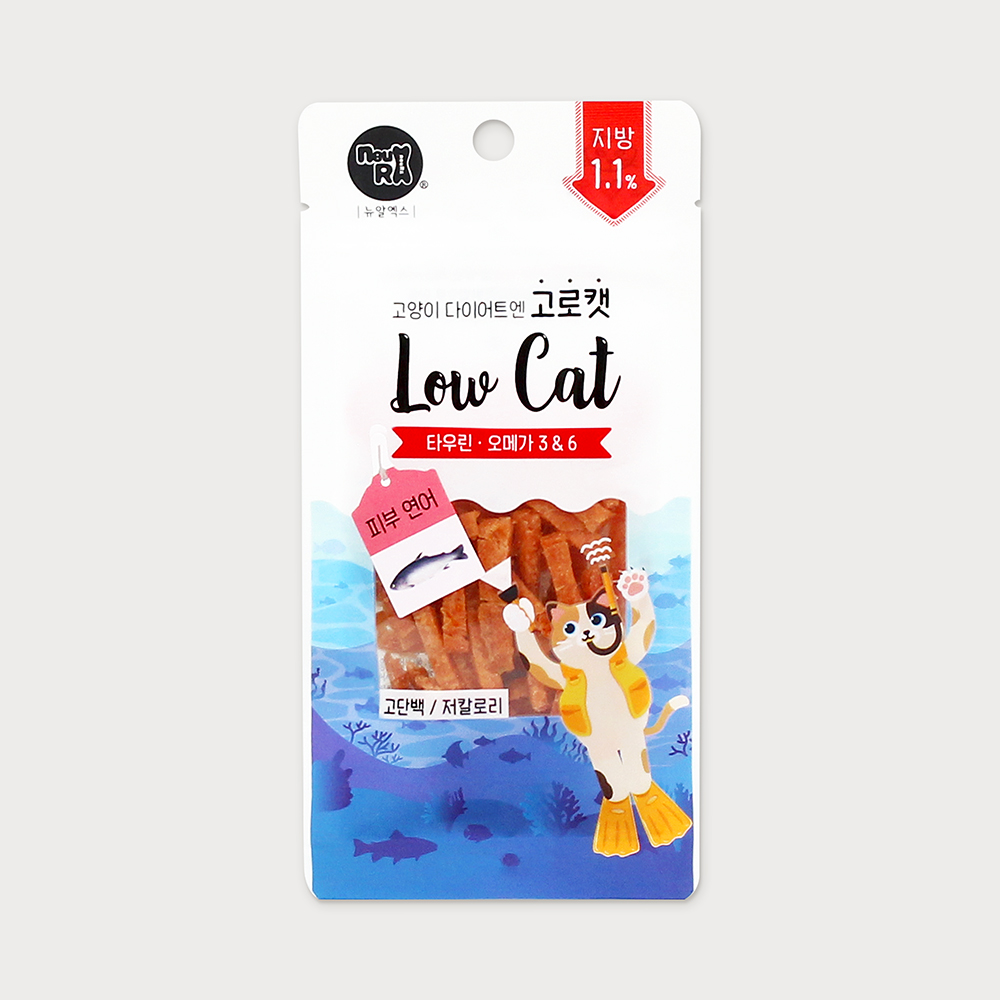 neu
RX
®
뉴알엑스
지방
1.1%
고양이 다이어트엔 고로캣
Low Cat
타우린 · 오메가 3 & 6
피부 연어
고단백 / 저칼로리